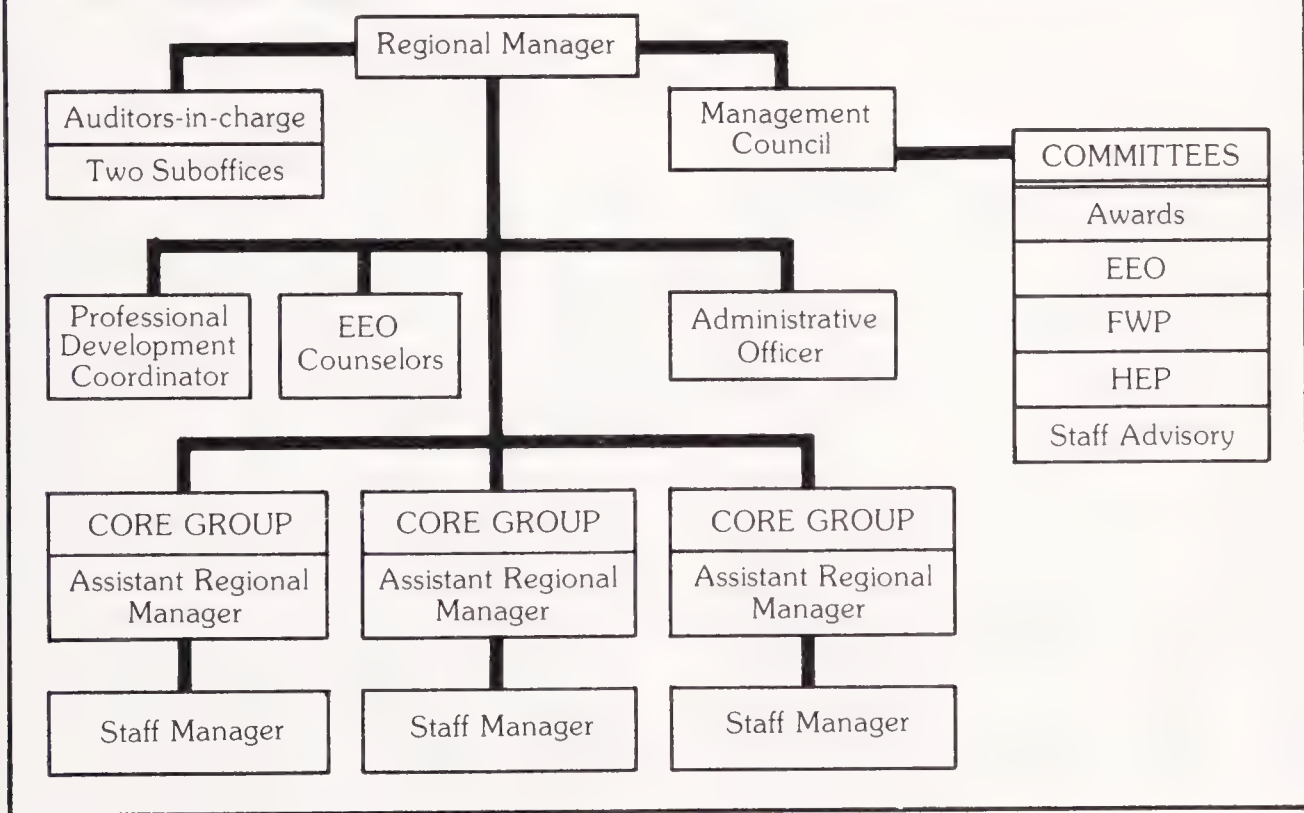 Regional Manager
Auditors-in-charge
Two Suboffices
Management
Council
COMMITTEES
Awards
EEO
FWP
HEP
Staff Advisory
Professional
Development
Coordinator
EEO
Counselors
Administrative
Officer
CORE GROUP
Assistant Regional
Manager
Staff Manager
CORE GROUP
Assistant Regional
Manager
Staff Manager
CORE GROUP
Assistant Regional
Manager
Staff Manager